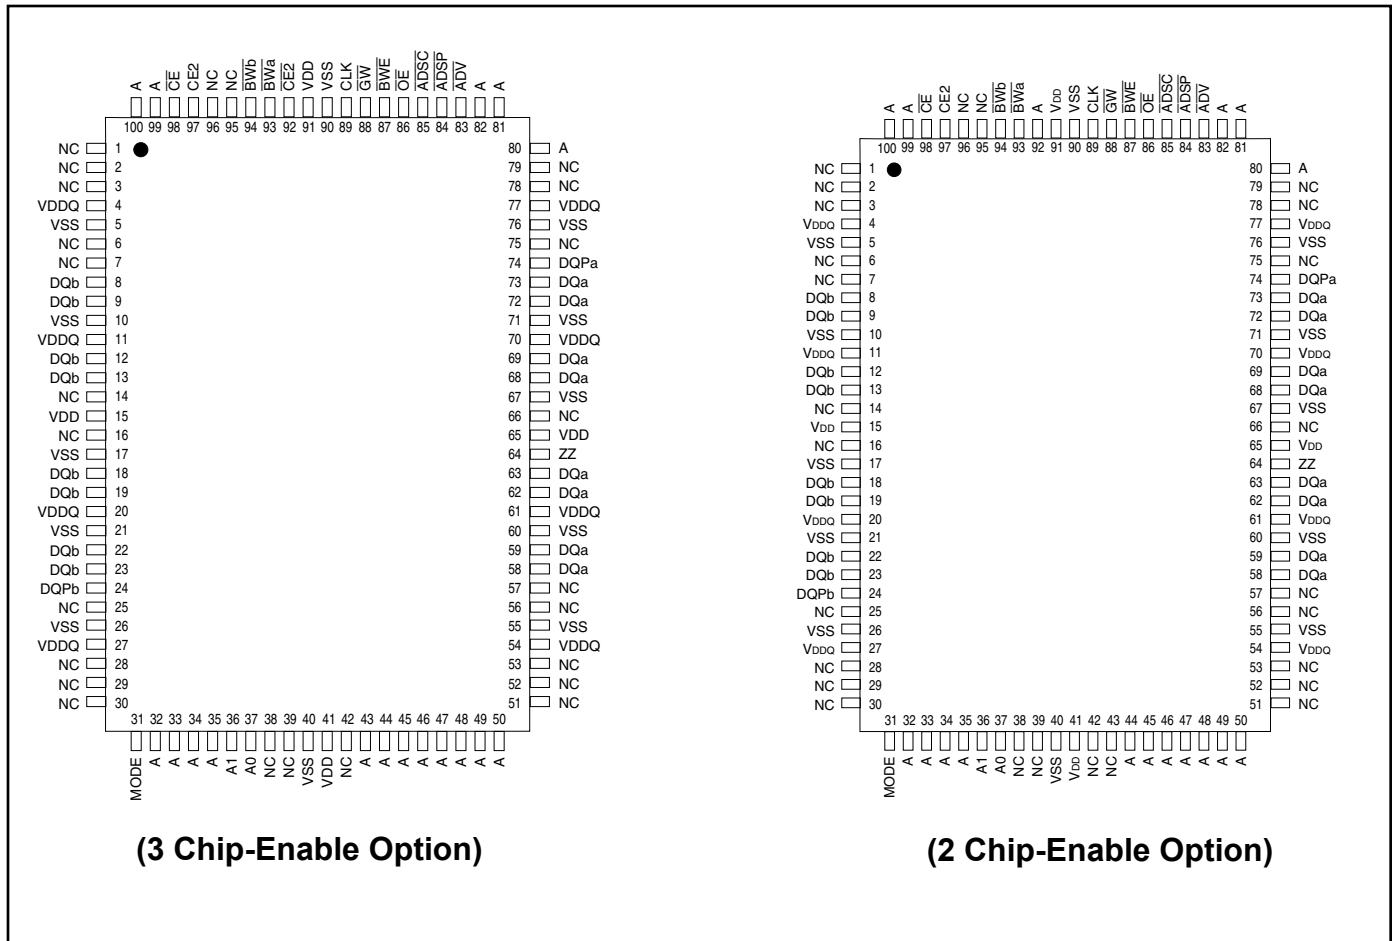 A A CE CE2 NC NC BWb BWa CE2 VDD VSS CLK GW BWE OE ADSC ADSP ADV A A
100 99 98 97 96 95 94 93 92 91 90 89 88 87 86 85 84 83 82 81
NC 1 80 A
NC 2 79 NC
NC 3 78 NC
VDDQ 4 77 VDDQ
VSS 5 76 VSS
NC 6 75 NC
NC 7 74 DQPa
DQb 8 73 DQa
DQb 9 72 DQa
VSS 10 71 VSS
VDDQ 11 70 VDDQ
DQb 12 69 DQa
DQb 13 68 DQa
NC 14 67 VSS
VDD 15 66 NC
NC 16 65 VDD
VSS 17 64 ZZ
DQb 18 63 DQa
DQb 19 62 DQa
VDDQ 20 61 VDDQ
VSS 21 60 VSS
DQb 22 59 DQa
DQb 23 58 DQa
DQPb 24 57 NC
NC 25 56 NC
VSS 26 55 VSS
VDDQ 27 54 VDDQ
NC 28 53 NC
NC 29 52 NC
NC 30 51 NC
31 32 33 34 35 36 37 38 39 40 41 42 43 44 45 46 47 48 49 50
MODE A A A A A1 A0 NC NC VSS VDD NC A A A A A A A A
(3 Chip-Enable Option)
A A CE CE2 NC NC BWb BWa A VDD VSS CLK GW BWE OE ADSC ADSP ADV A A
100 99 98 97 96 95 94 93 92 91 90 89 88 87 86 85 84 83 82 81
NC 1 80 A
NC 2 79 NC
NC 3 78 NC
VDDQ 4 77 VDDQ
VSS 5 76 VSS
NC 6 75 NC
NC 7 74 DQPa
DQb 8 73 DQa
DQb 9 72 DQa
VSS 10 71 VSS
VDDQ 11 70 VDDQ
DQb 12 69 DQa
DQb 13 68 DQa
NC 14 67 VSS
VDD 15 66 NC
NC 16 65 VDD
VSS 17 64 ZZ
DQb 18 63 DQa
DQb 19 62 DQa
VDDQ 20 61 VDDQ
VSS 21 60 VSS
DQb 22 59 DQa
DQb 23 58 DQa
DQPb 24 57 NC
NC 25 56 NC
VSS 26 55 VSS
VDDQ 27 54 VDDQ
NC 28 53 NC
NC 29 52 NC
NC 30 51 NC
31 32 33 34 35 36 37 38 39 40 41 42 43 44 45 46 47 48 49 50
MODE A A A A A1 A0 NC NC VSS VDD NC NC A A A A A A A
(2 Chip-Enable Option)